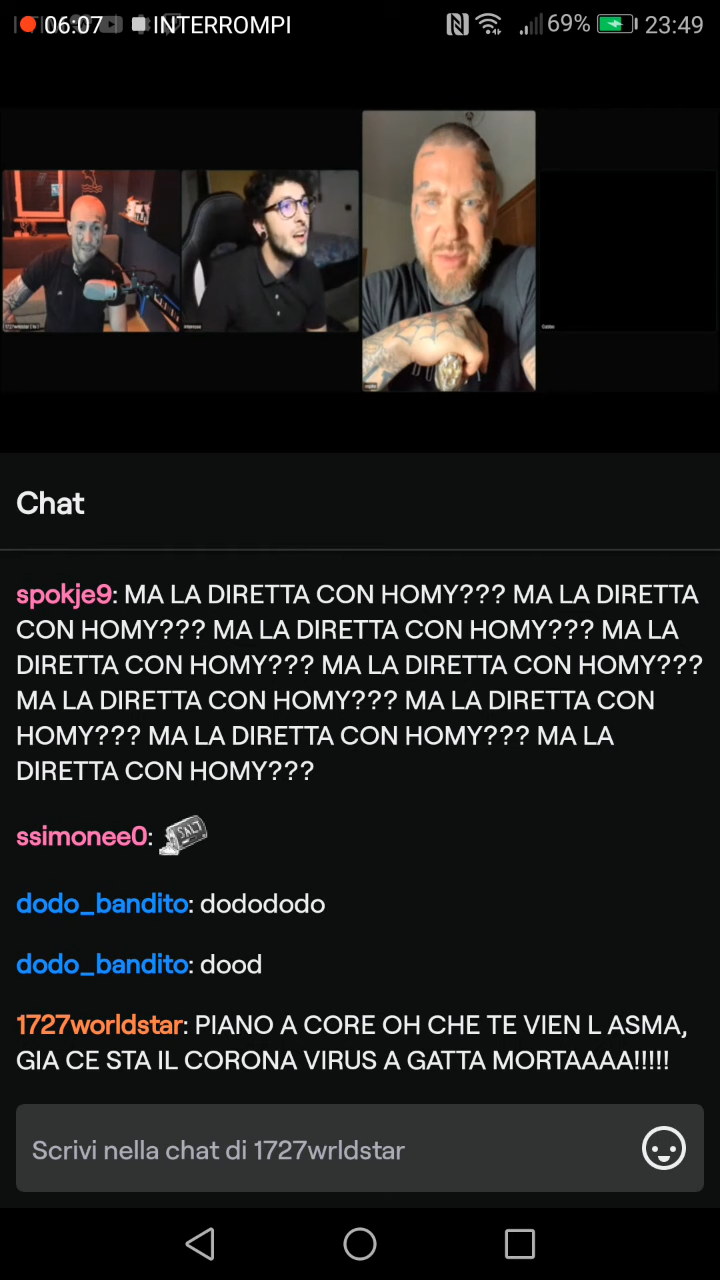 06:07 INTERROMPI 69% 23:49
Chat
spokje9: MA LA DIRETTA CON HOMY??? MA LA DIRETTA
CON HOMY??? MA LA DIRETTA CON HOMY??? MA LA
DIRETTA CON HOMY??? MA LA DIRETTA CON HOMY???
MA LA DIRETTA CON HOMY??? MA LA DIRETTA CON
HOMY??? MA LA DIRETTA CON HOMY??? MA LA
DIRETTA CON HOMY???
ssimonee0:
SALT
dodo_bandito: dodododo
dodo_bandito: dood
1727worldstar: PIANO A CORE OH CHE TE VIEN L ASMA,
GIA CE STA IL CORONA VIRUS A GATTA MORTAAAA!!!!!
Scrivi nella chat di 1727wrldstar